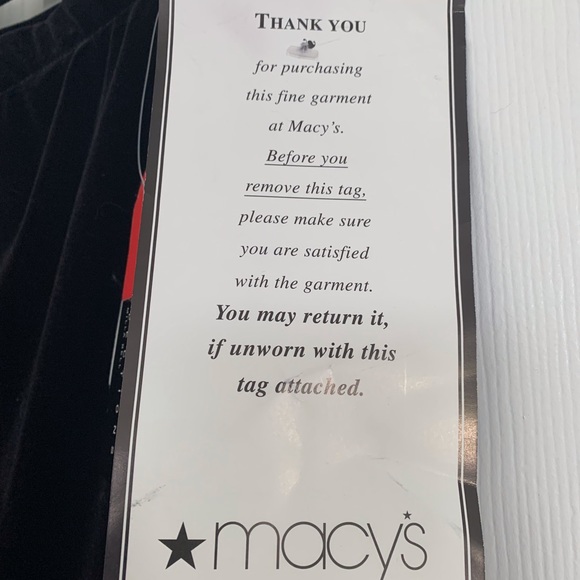 THANK YOU
for purchasing
this fine garment
at Macy's.
Before you
remove this tag,
please make sure
you are satisfied
with the garment.
You may return it,
if unworn with this
tag attached.
macy's